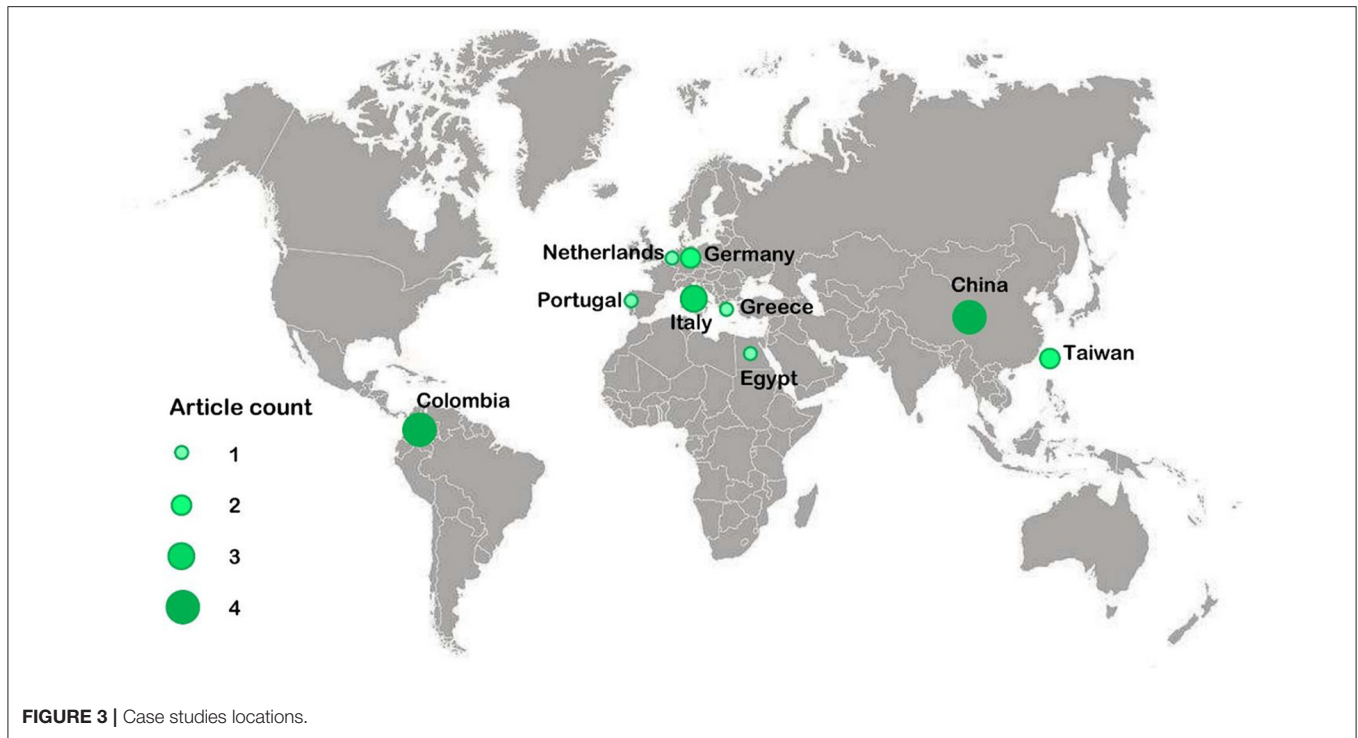 Netherlands
Germany
China
Portugal
Greece
Italy
Taiwan
Egypt
Colombia
Article count
1
2
3
4
FIGURE 3 | Case studies locations.